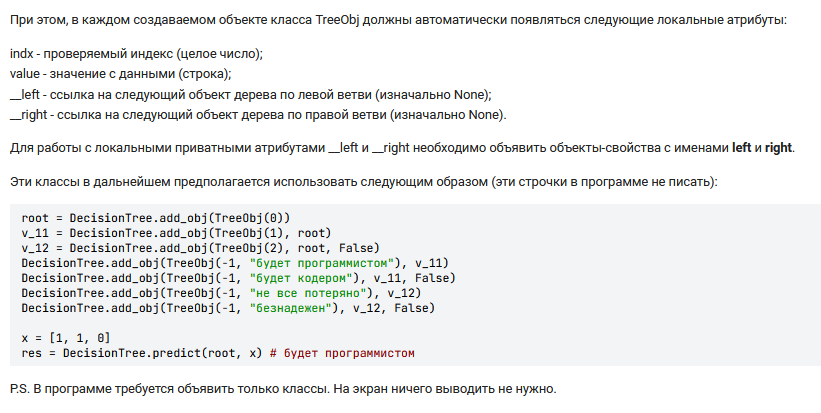 При этом, в каждом создаваемом объекте класса TreeObj должны автоматически появляться следующие локальные атрибуты:
indx - проверяемый индекс (целое число);
value - значение с данными (строка);
__left - ссылка на следующий объект дерева по левой ветви (изначально None);
__right - ссылка на следующий объект дерева по правой ветви (изначально None).
Для работы с локальными приватными атрибутами __left и __right необходимо объявить объекты-свойства с именами left и right.
Эти классы в дальнейшем предполагается использовать следующим образом (эти строчки в программе не писать):
root = DecisionTree.add_obj(TreeObj(0))
v_11 = DecisionTree.add_obj(TreeObj(1), root)
v_12 = DecisionTree.add_obj(TreeObj(2), root, False)
DecisionTree.add_obj(TreeObj(-1, "будет программистом"), v_11)
DecisionTree.add_obj(TreeObj(-1, "будет кодером"), v_11, False)
DecisionTree.add_obj(TreeObj(-1, "не все потеряно"), v_12)
DecisionTree.add_obj(TreeObj(-1, "безнадежен"), v_12, False)
x = [1, 1, 0]
res = DecisionTree.predict(root, x) # будет программистом
P.S. В программе требуется объявить только классы. На экран ничего выводить не нужно.